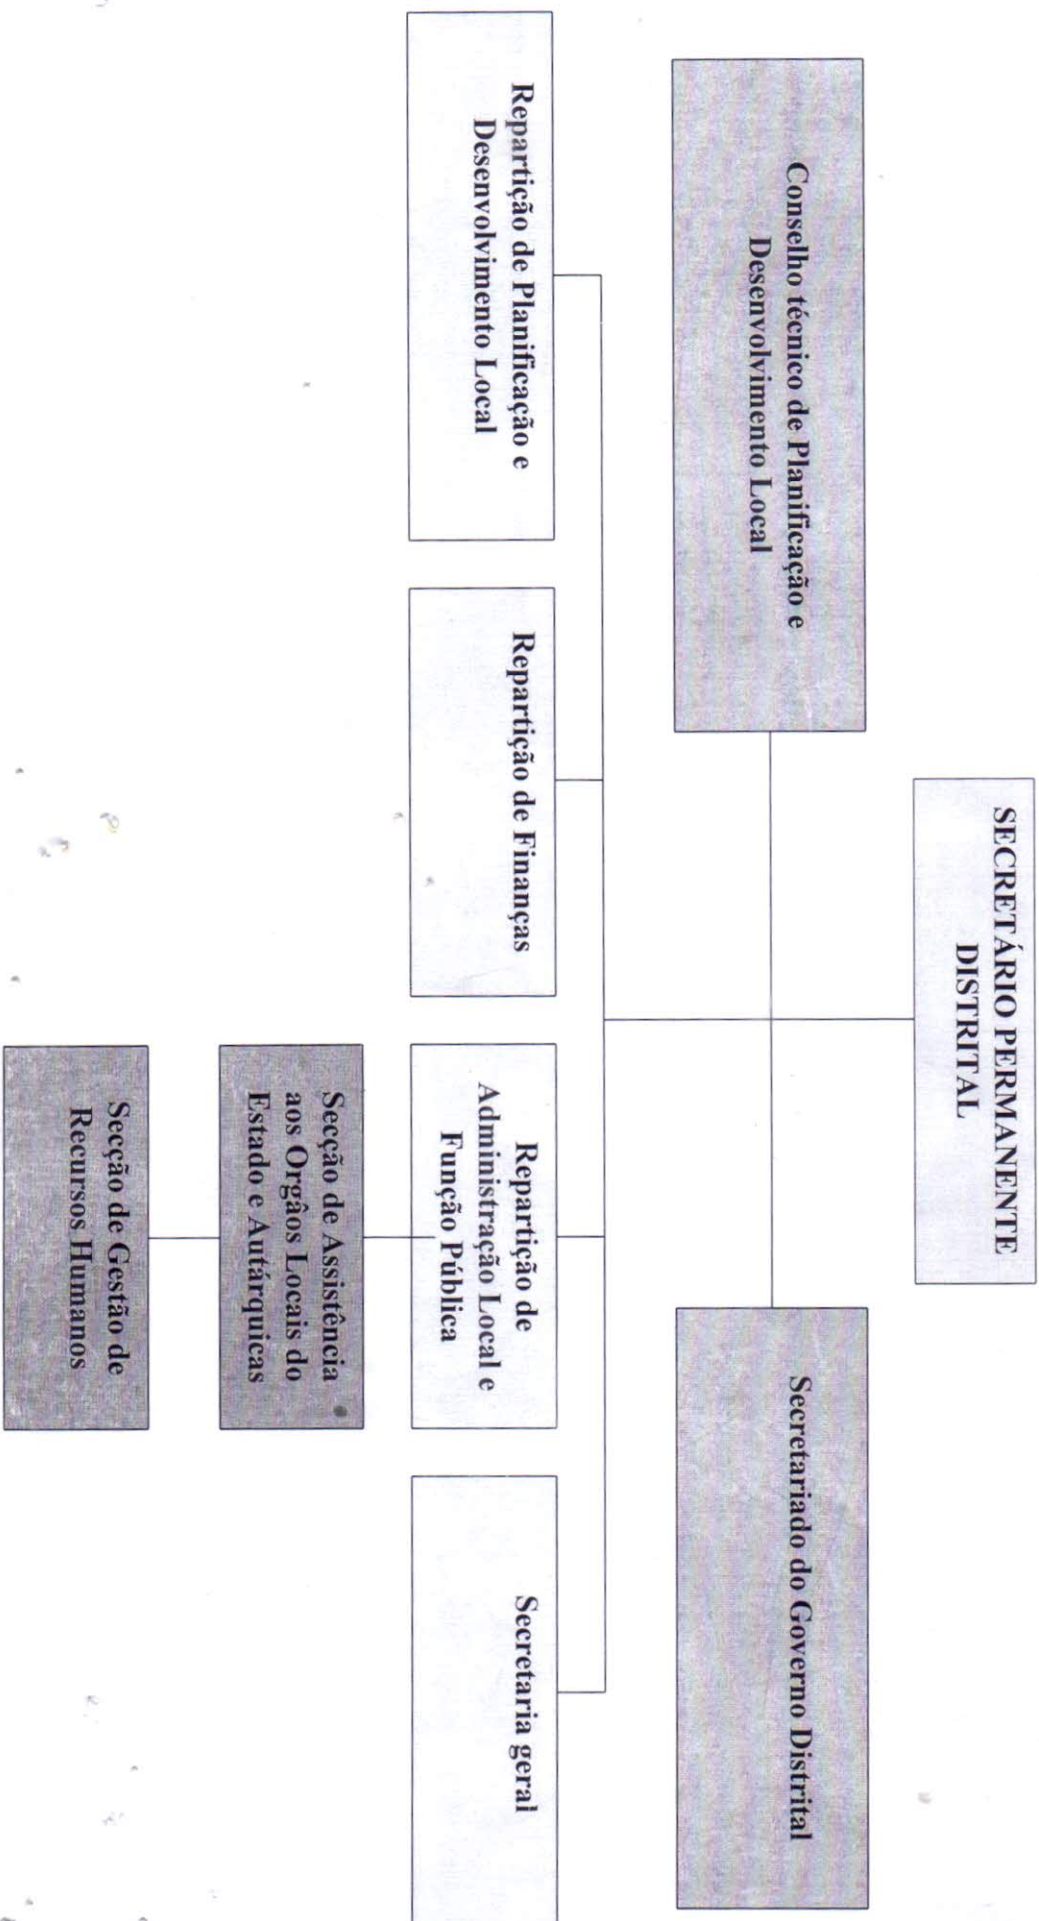 SECRETÁRIO PERMANENTE
DISTRITAL
Conselho técnico de Planificação e
Desenvolvimento Local
Secretariado do Governo Distrital
Repartição de Planificação e
Desenvolvimento Local
Repartição de Finanças
Repartição de
Administração Local e
Função Pública
Secretaria geral
Secção de Assistência
aos Orgâos Locais do
Estado e Autárquicas
Secção de Gestão de
Recursos Humanos